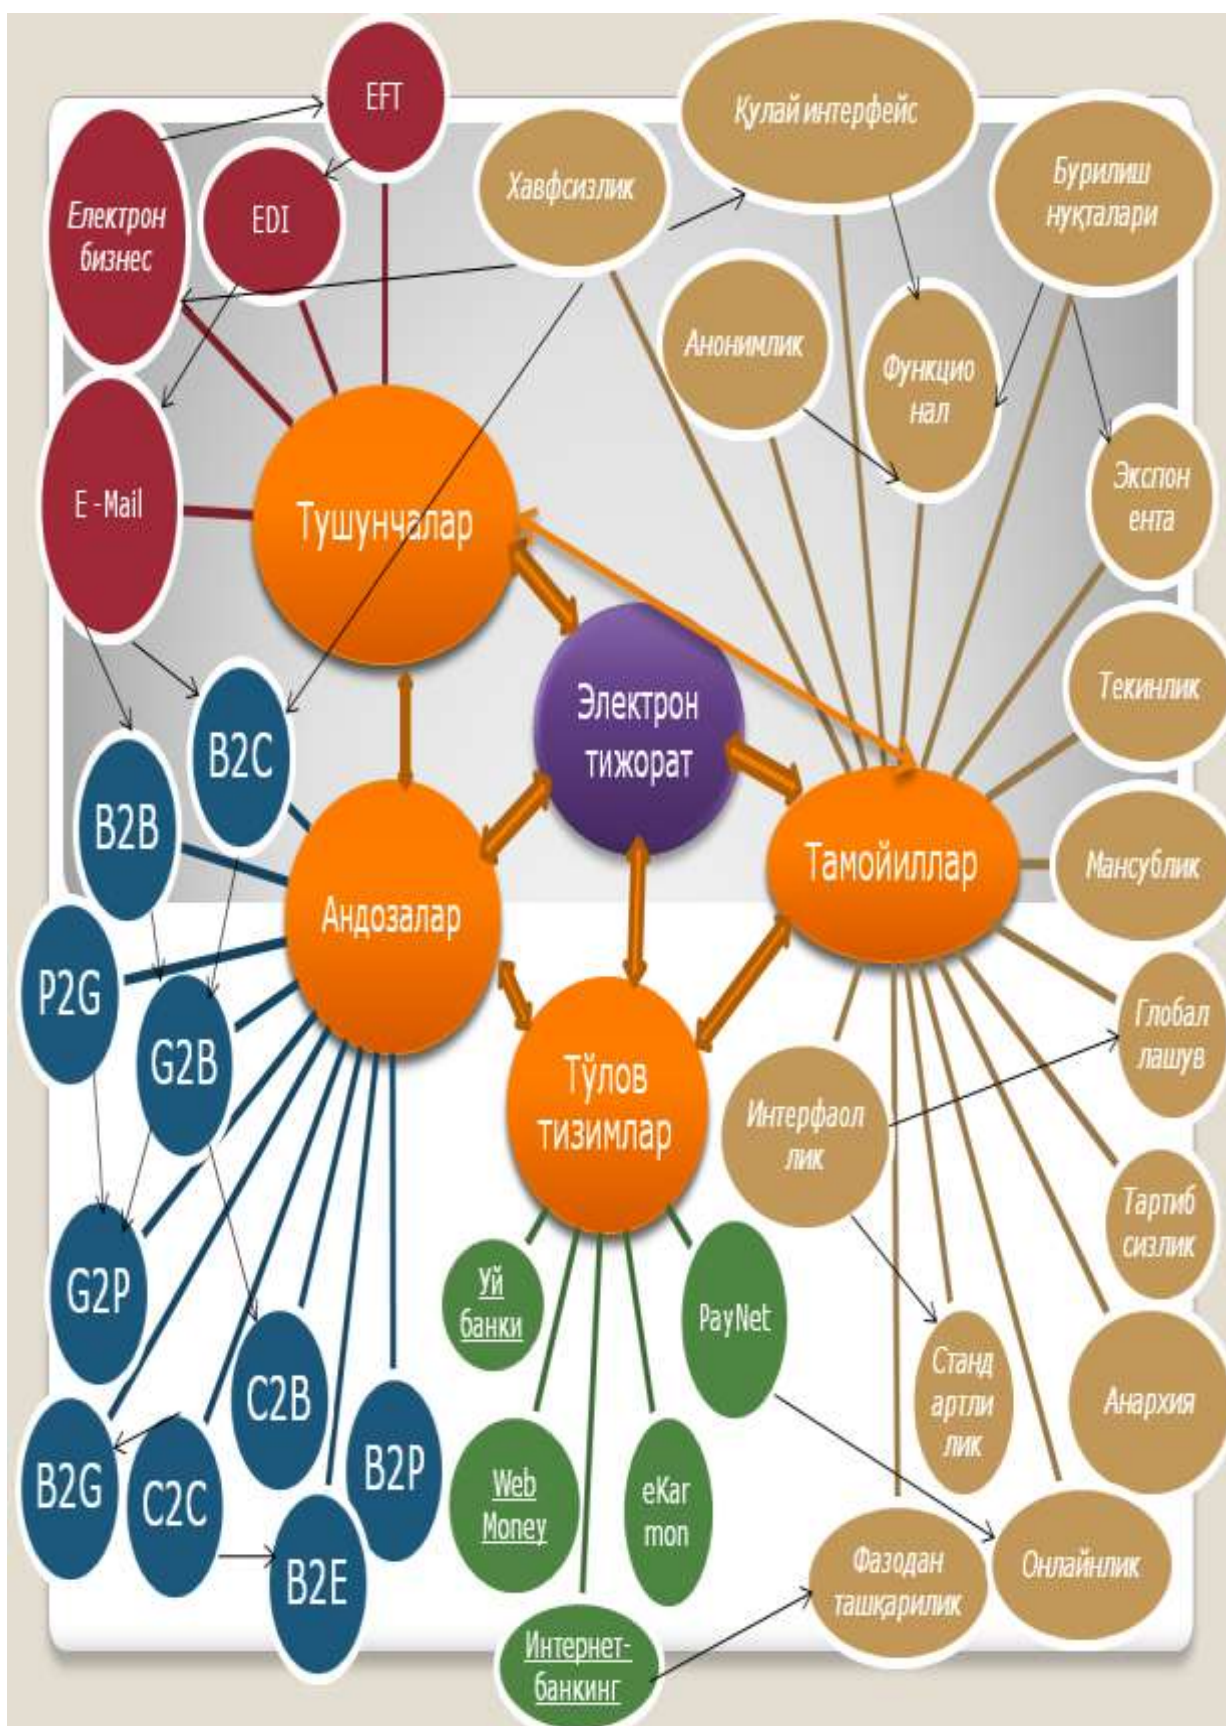 EFT
Қулай интерфейс
Хавфсизлик
Бурилиш
нуқталари
Електрон
бизнес
EDI
Анонимлик
Функцио
нал
E -Mail
Тушунчалар
Экспон
ента
Текинлик
Электрон
тижорат
B2C
B2B
Тамойиллар
Мансублик
Андозалар
P2G
G2B
Глобал
лашув
Тўлов
тизимлар
Интерфаол
лик
Тартиб
сизлик
G2P
Уй
банки
PayNet
C2B
Станд
артли
лик
Анархия
B2G
C2C
B2P
Web
Money
eKar
mon
B2E
Фазодан
ташқарилик
Онлайнлик
Интернет-
банкинг